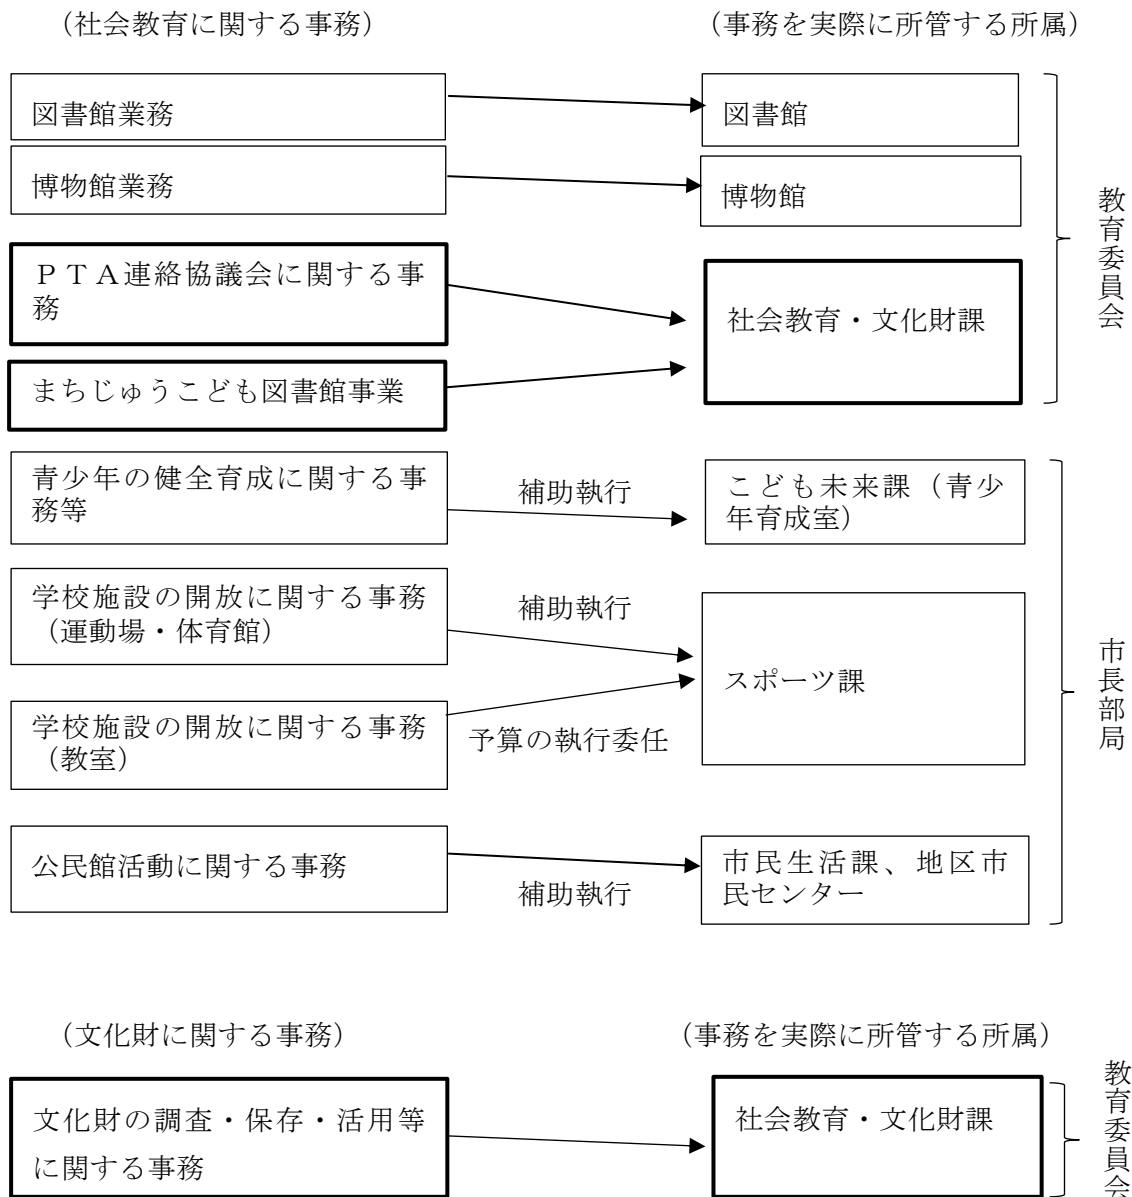 （社会教育に関する事務）
（事務を実際に所管する所属）
図書館業務
図書館
博物館業務
博物館
ＰＴＡ連絡協議会に関する事
務
社会教育・文化財課
まちじゅうこども図書館事業
教育委員会
青少年の健全育成に関する事
務等
補助執行
こども未来課（青少
年育成室）
学校施設の開放に関する事務
（運動場・体育館）
補助執行
スポーツ課
学校施設の開放に関する事務
（教室）
予算の執行委任
公民館活動に関する事務
補助執行
市民生活課、地区市
民センター
市長部局
（文化財に関する事務）
（事務を実際に所管する所属）
文化財の調査・保存・活用等
に関する事務
社会教育・文化財課
教育委員会